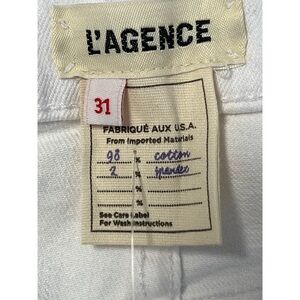 L'AGENCE
31
FABRIQUÉ AUX U.S.A.
From Imported Materials
98 % cotton
2 % spandex
%
%
See Care Label
For Wash Instructions